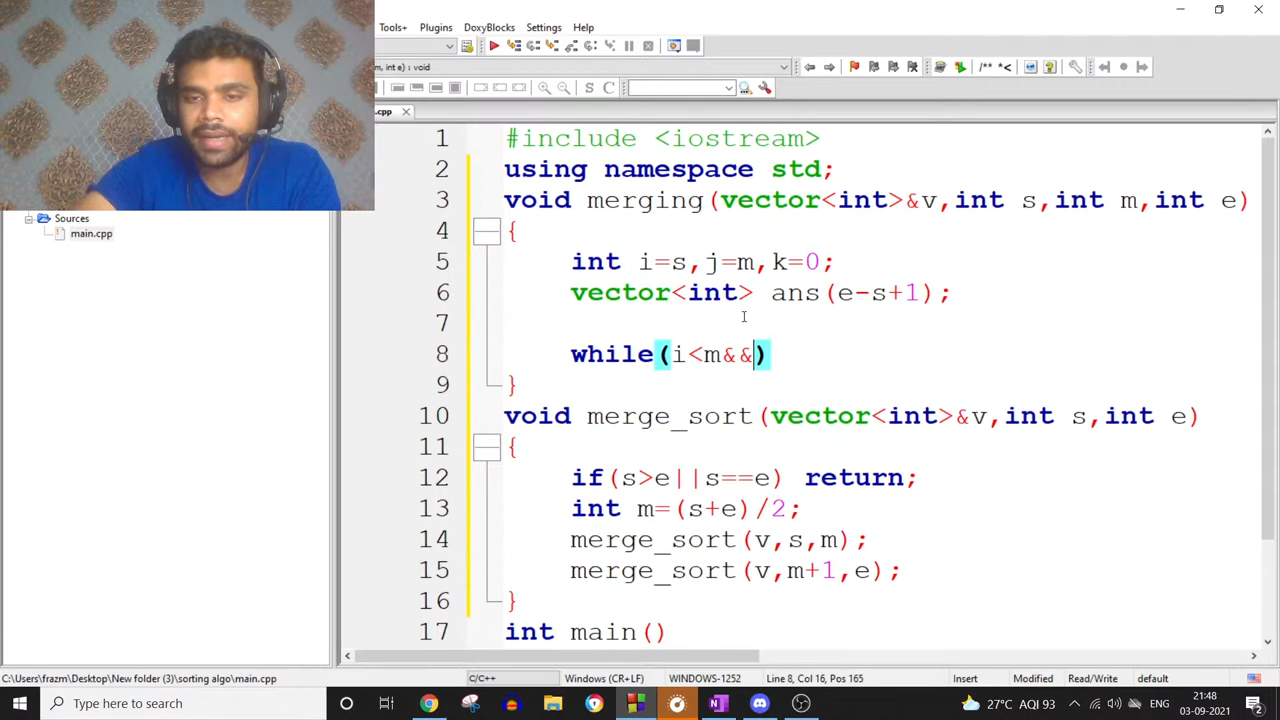 Tools+ Plugins DoxyBlocks Settings Help
m, int e) : void
/** *<
S C
.cpp
1 #include <iostream>
2 using namespace std;
3 void merging(vector<int>&v,int s,int m,int e)
4 {
5 int i=s,j=m,k=0;
6 vector<int> ans(e-s+1);
7
8 while(i<m&&)
9 }
10 void merge_sort(vector<int>&v,int s,int e)
11 {
12 if(s>e||s==e) return;
13 int m=(s+e)/2;
14 merge_sort(v,s,m);
15 merge_sort(v,m+1,e);
16 }
17 int main()
Sources
main.cpp
C:\Users\frazm\Desktop\New folder (3)\sorting algo\main.cpp C/C++ Windows (CR+LF) WINDOWS-1252 Line 8, Col 16, Pos 165 Insert Modified Read/Write default
Type here to search 27°C AQI 93 ENG 21:48
03-09-2021 2